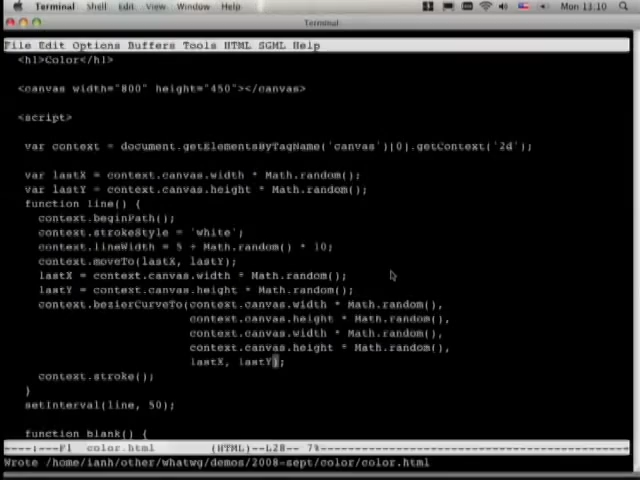 Terminal Shell Edit View Window Help Mon 13:10
Terminal
File Edit Options Buffers Tools HTML SGML Help
<h1>Color</h1>
<canvas width="800" height="450"></canvas>
<script>
var context = document.getElementsByTagName('canvas')[0].getContext('2d');
var lastX = context.canvas.width * Math.random();
var lastY = context.canvas.height * Math.random();
function line() {
context.beginPath();
context.strokeStyle = 'white';
context.lineWidth = 5 + Math.random() * 10;
context.moveTo(lastX, lastY);
lastX = context.canvas.width * Math.random();
lastY = context.canvas.height * Math.random();
context.bezierCurveTo(context.canvas.width * Math.random(),
context.canvas.height * Math.random(),
context.canvas.width * Math.random(),
context.canvas.height * Math.random(),
lastX, lastY);
context.stroke();
}
setInterval(line, 50);
function blank() {
----:---F1 color.html (HTML)--L28-- 7%--------------------
Wrote /home/ianh/other/whatwg/demos/2008-sept/color/color.html